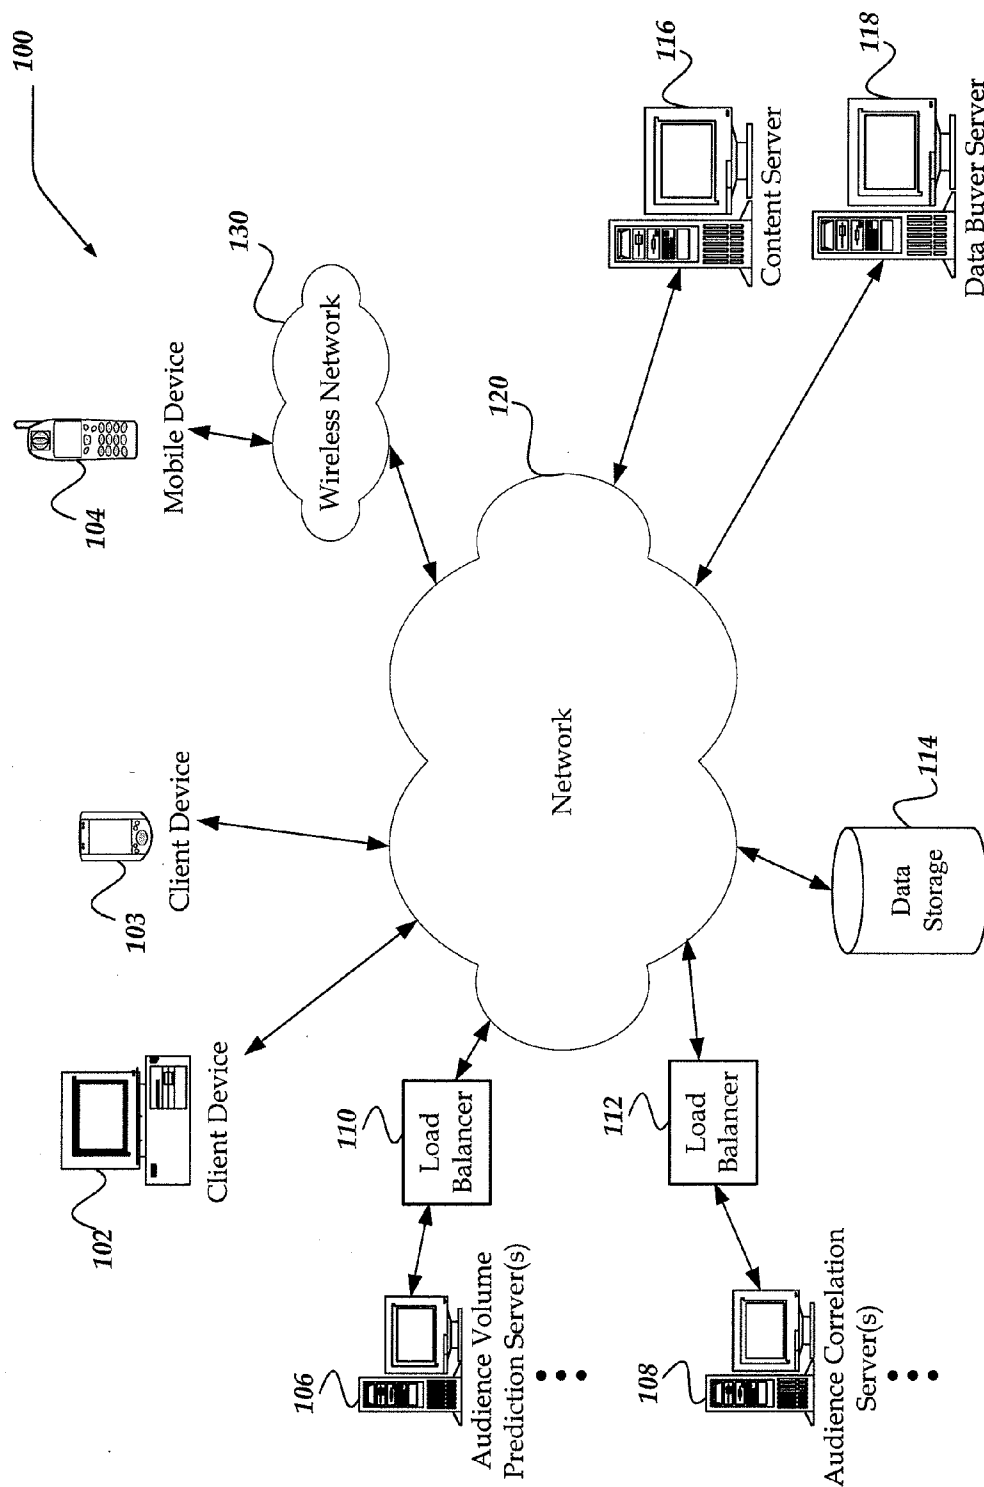 100
102
Client Device
103
Client Device
104
Mobile Device
130
Wireless Network
106
Audience Volume
Prediction Server(s)
110
Load
Balancer
120
Network
116
Content Server
108
Audience Correlation
Server(s)
112
Load
Balancer
114
Data
Storage
118
Data Buyer Server